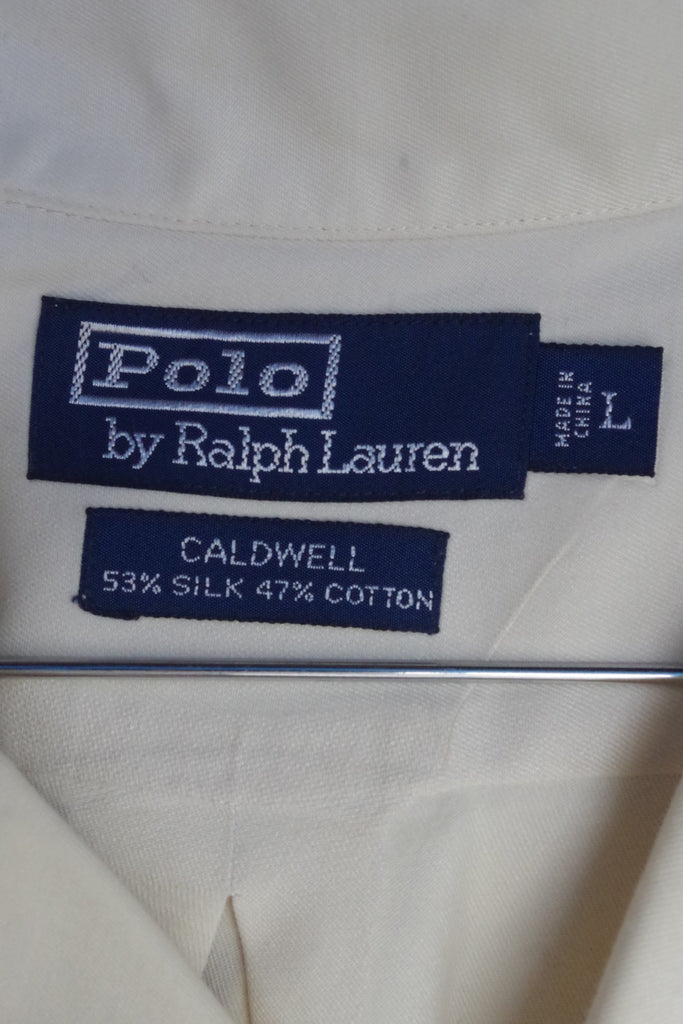 Polo
by Ralph Lauren
MADE IN
CHINA
L
CALDWELL
53% SILK 47% COTTON